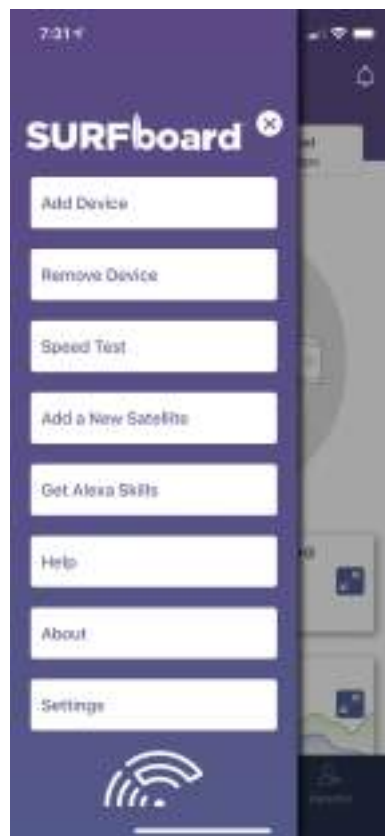 7:31
SURFboard
Add Device
Remove Device
Speed Test
Add a New Satellite
Get Alexa Skills
Help
About
Settings